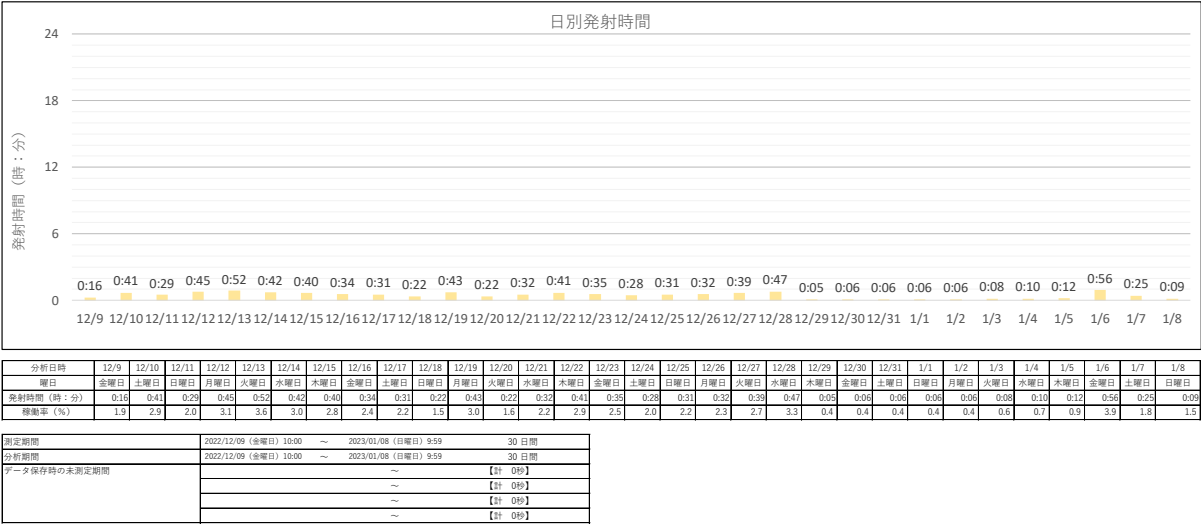 日別発射時間
発射時間（時：分）
24
18
12
6
0
0:16 0:41 0:29 0:45 0:52 0:42 0:40 0:34 0:31 0:22 0:43 0:22 0:32 0:41 0:35 0:28 0:31 0:32 0:39 0:47 0:05 0:06 0:06 0:06 0:06 0:08 0:10 0:12 0:56 0:25 0:09
12/9 12/10 12/11 12/12 12/13 12/14 12/15 12/16 12/17 12/18 12/19 12/20 12/21 12/22 12/23 12/24 12/25 12/26 12/27 12/28 12/29 12/30 12/31 1/1 1/2 1/3 1/4 1/5 1/6 1/7 1/8
分析日時 12/9 12/10 12/11 12/12 12/13 12/14 12/15 12/16 12/17 12/18 12/19 12/20 12/21 12/22 12/23 12/24 12/25 12/26 12/27 12/28 12/29 12/30 12/31 1/1 1/2 1/3 1/4 1/5 1/6 1/7 1/8
曜日 金曜日 土曜日 日曜日 月曜日 火曜日 水曜日 木曜日 金曜日 土曜日 日曜日 月曜日 火曜日 水曜日 木曜日 金曜日 土曜日 日曜日 月曜日 火曜日 水曜日 木曜日 金曜日 土曜日 日曜日 月曜日 火曜日 水曜日 木曜日 金曜日 土曜日 日曜日
発射時間（時：分） 0:16 0:41 0:29 0:45 0:52 0:42 0:40 0:34 0:31 0:22 0:43 0:22 0:32 0:41 0:35 0:28 0:31 0:32 0:39 0:47 0:05 0:06 0:06 0:06 0:06 0:08 0:10 0:12 0:56 0:25 0:09
稼働率（%） 1.9 2.9 2.0 3.1 3.6 3.0 2.8 2.4 2.2 1.5 3.0 1.6 2.2 2.9 2.5 2.0 2.2 2.3 2.7 3.3 0.4 0.4 0.4 0.4 0.4 0.6 0.7 0.9 3.9 1.8 1.5
測定期間 2022/12/09（金曜日）10:00 ～ 2023/01/08（日曜日）9:59 30 日間
分析期間 2022/12/09（金曜日）10:00 ～ 2023/01/08（日曜日）9:59 30 日間
データ保存時の未測定期間 ～ 【計 0秒】
～ 【計 0秒】
～ 【計 0秒】
～ 【計 0秒】